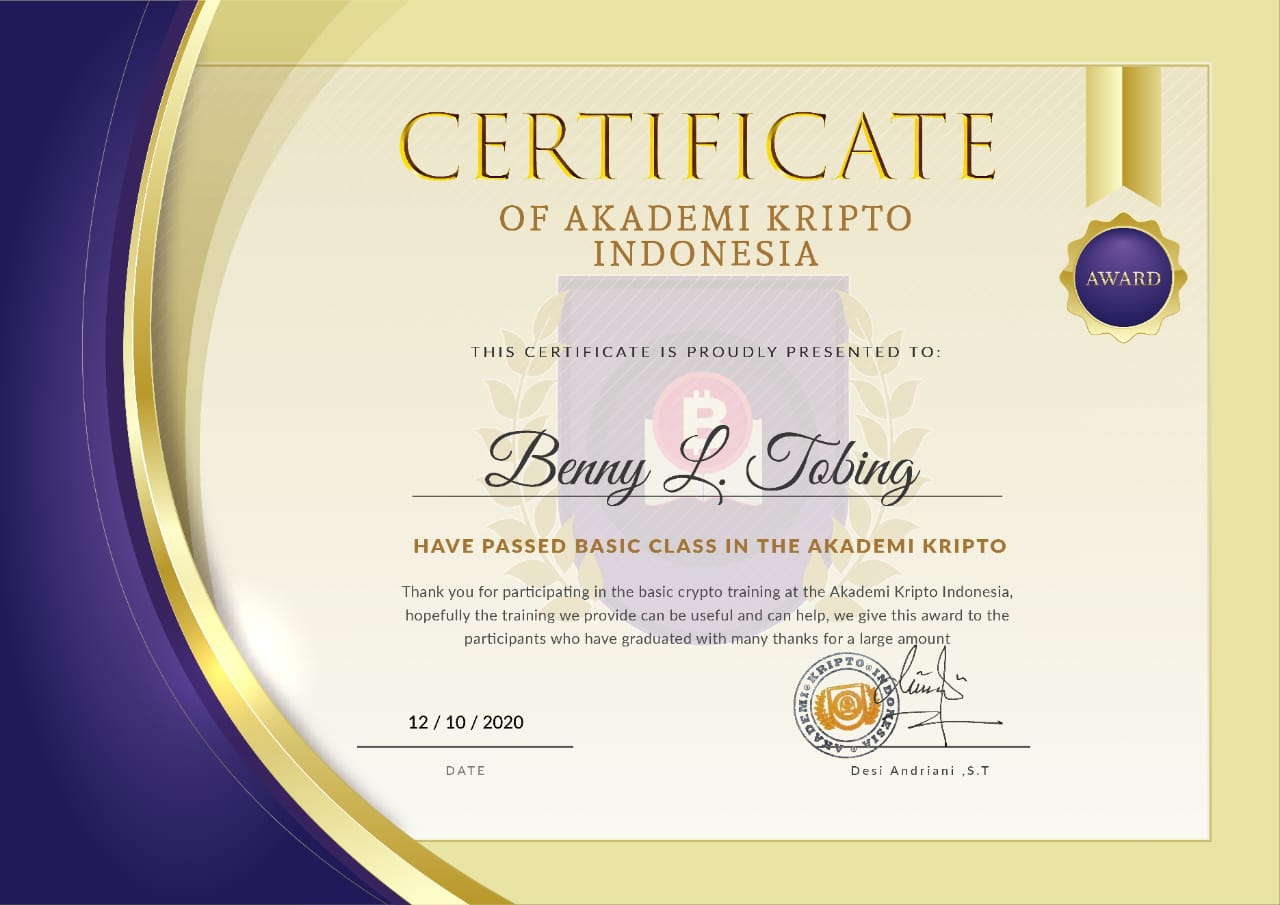 CERTIFICATE
OF AKADEMI KRIPTO
INDONESIA
AWARD
THIS CERTIFICATE IS PROUDLY PRESENTED TO:
Benny L. Tobing
HAVE PASSED BASIC CLASS IN THE AKADEMI KRIPTO
Thank you for participating in the basic crypto training at the Akademi Kripto Indonesia,
hopefully the training we provide can be useful and can help, we give this award to the
participants who have graduated with many thanks for a large amount
AKADEMI KRIPTO INDONESIA
12 / 10 / 2020
DATE
Desi Andriani ,S.T